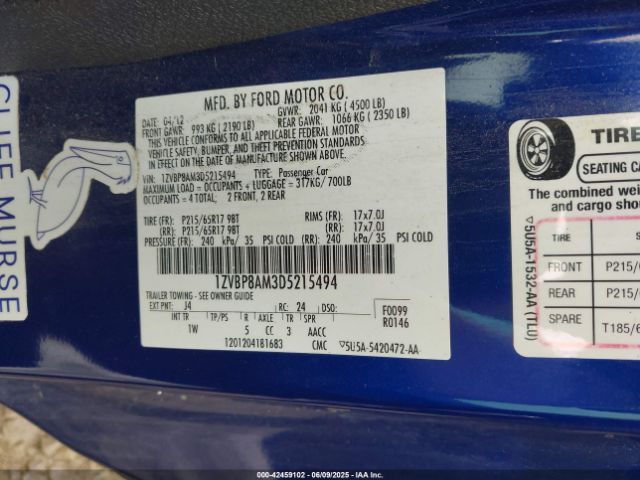 CLIFF MURSE
MFD. BY FORD MOTOR CO.
DATE: 04/12 GVWR: 2041 KG ( 4500 LB)
FRONT GAWR: 993 KG ( 2190 LB) REAR GAWR: 1066 KG ( 2350 LB)
THIS VEHICLE CONFORMS TO ALL APPLICABLE FEDERAL MOTOR
VEHICLE SAFETY, BUMPER, AND THEFT PREVENTION STANDARDS
IN EFFECT ON THE DATE OF MANUFACTURE SHOWN ABOVE.
VIN: 1ZVBP8AM3D5215494 TYPE: Passenger Car
MAXIMUM LOAD = OCCUPANTS + LUGGAGE = 317KG/ 700LB
OCCUPANTS = 4 TOTAL; 2 FRONT, 2 REAR
TIRE (FF): P215/65R17 98T RIMS (FF): 17x7.0J
(RR): P215/65R17 98T (RR): 17x7.0J
PRESSURE (FF): 240 kPa/ 35 PSI COLD (RR): 240 kPa/ 35 PSI COLD
1ZVBP8AM3D5215494
TRAILER TOWING - SEE OWNER GUIDE
EXT PNT: J4 RC: 24 DSO: F0099
R0146
INT TR TP/PS R AXLE TR SPR
1W 5 CC 3 AACC
1201204181683 CMC ▽5U5A-5420472-AA
TIRE
SEATING CA
The combined wei
and cargo shou
TIRE S
FRONT P215/6
REAR P215/
SPARE T185/6
▽5U5A-1532-AA (TLU)
000-42459102 - 06/09/2025 - IAAI.COM